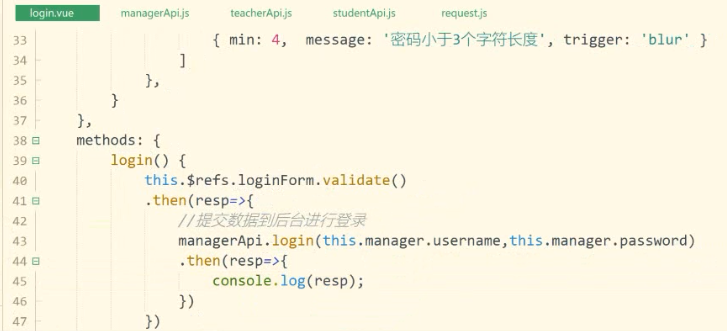 login.vue managerApi.js teacherApi.js studentApi.js request.js
33 { min: 4,  message: '密码小于3个字符长度', trigger: 'blur' }
34 ]
35 },
36 }
37 },
38 methods: {
39 login() {
40 this.$refs.loginForm.validate()
41 .then(resp=>{
42 //提交数据到后台进行登录
43 managerApi.login(this.manager.username,this.manager.password)
44 .then(resp=>{
45 console.log(resp);
46 })
47 })